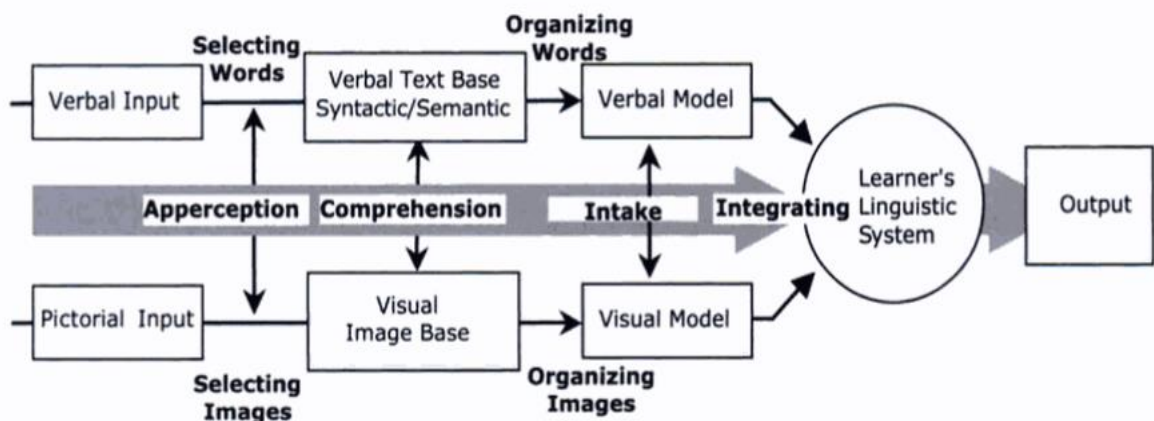 Selecting
Words
Organizing
Words
Verbal Input
Verbal Text Base
Syntactic/Semantic
Verbal Model
Apperception
Comprehension
Intake
Integrating
Learner's
Linguistic
System
Output
Pictorial Input
Visual
Image Base
Visual Model
Selecting
Images
Organizing
Images